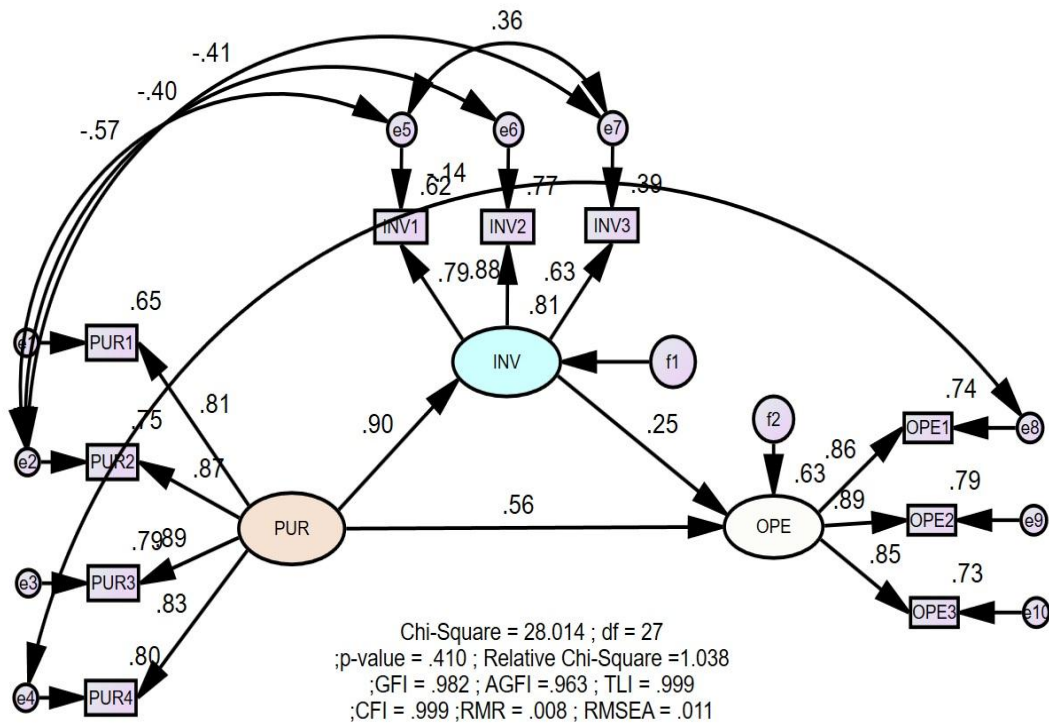 -.41
.36
-.40
-.57
e5
e6
e7
-.14
.62
.77
.39
INV1
INV2
INV3
.79
.88
.63
.81
.65
e1
PUR1
INV
f1
.81
.74
.90
.25
f2
OPE1
e8
.75
.86
e2
PUR2
.87
.63
.79
.89
PUR
.56
OPE
OPE2
e9
.79
.89
.85
.73
e3
PUR3
.83
OPE3
e10
.80
e4
PUR4
Chi-Square = 28.014 ; df = 27
;p-value = .410 ; Relative Chi-Square =1.038
;GFI = .982 ; AGFI =.963 ; TLI = .999
;CFI = .999 ;RMR = .008 ; RMSEA = .011